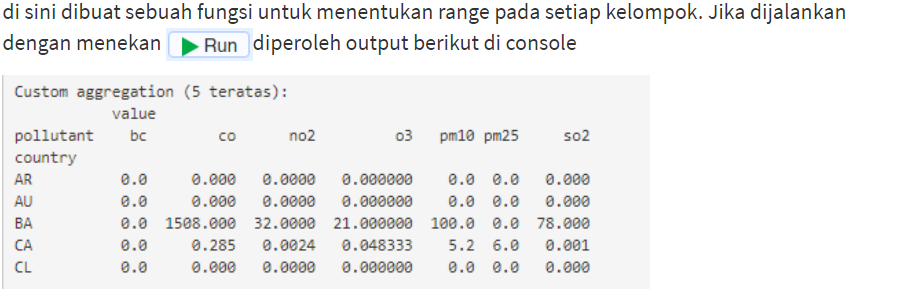 di sini dibuat sebuah fungsi untuk menentukan range pada setiap kelompok. Jika dijalankan
dengan menekan Run diperoleh output berikut di console
Custom aggregation (5 teratas):
value
pollutant bc co no2 o3 pm10 pm25 so2
country
AR 0.0 0.000 0.0000 0.000000 0.0 0.0 0.000
AU 0.0 0.000 0.0000 0.000000 0.0 0.0 0.000
BA 0.0 1508.000 32.0000 21.000000 100.0 0.0 78.000
CA 0.0 0.285 0.0024 0.048333 5.2 6.0 0.001
CL 0.0 0.000 0.0000 0.000000 0.0 0.0 0.000